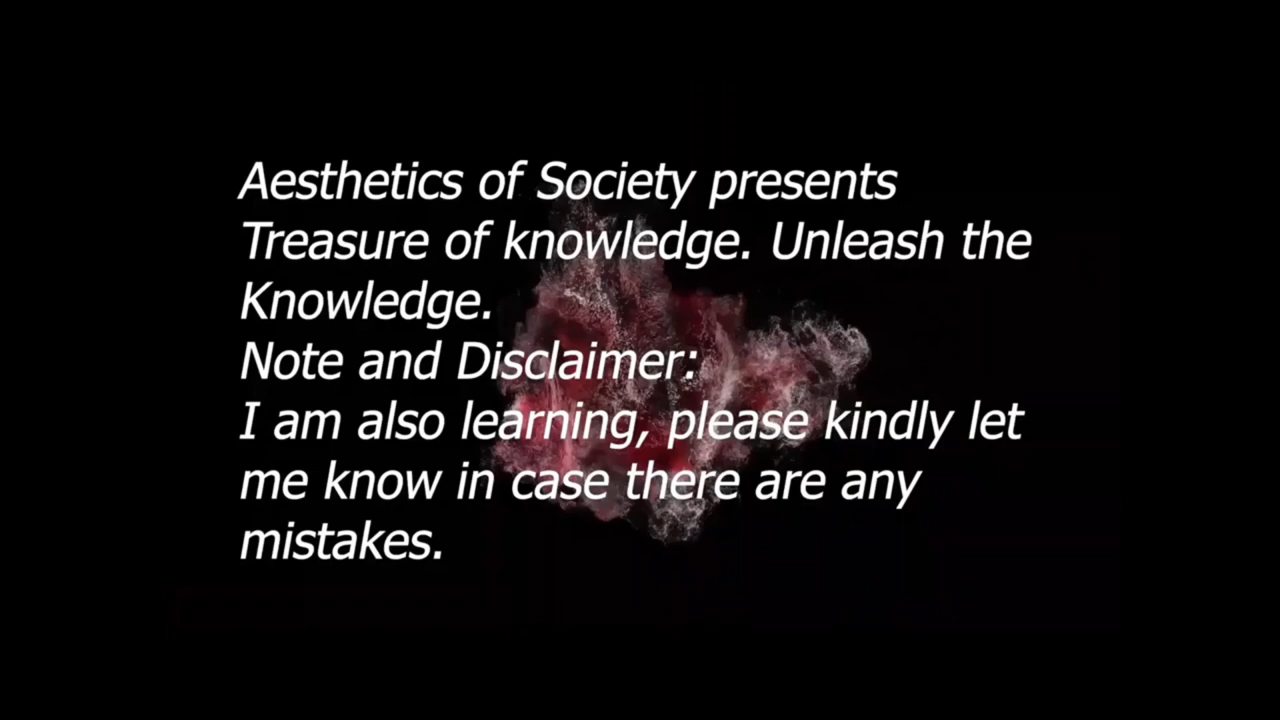 Aesthetics of Society presents
Treasure of knowledge. Unleash the
Knowledge.
Note and Disclaimer:
I am also learning, please kindly let
me know in case there are any
mistakes.